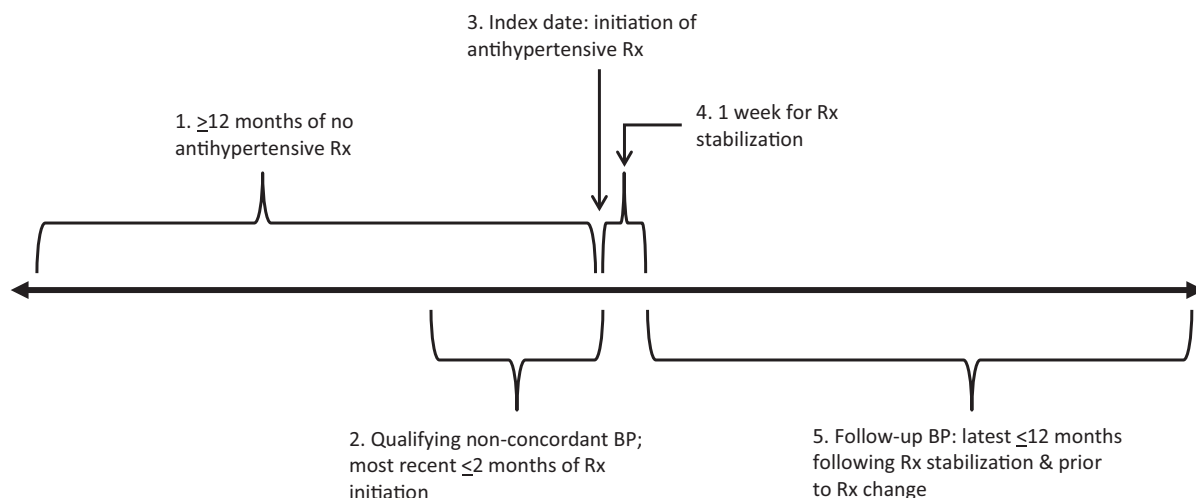 3. Index date: initiation of
antihypertensive Rx
4. 1 week for Rx
stabilization
1. ≥12 months of no
antihypertensive Rx
2. Qualifying non-concordant BP;
most recent ≤2 months of Rx
initiation
5. Follow-up BP: latest ≤12 months
following Rx stabilization & prior
to Rx change